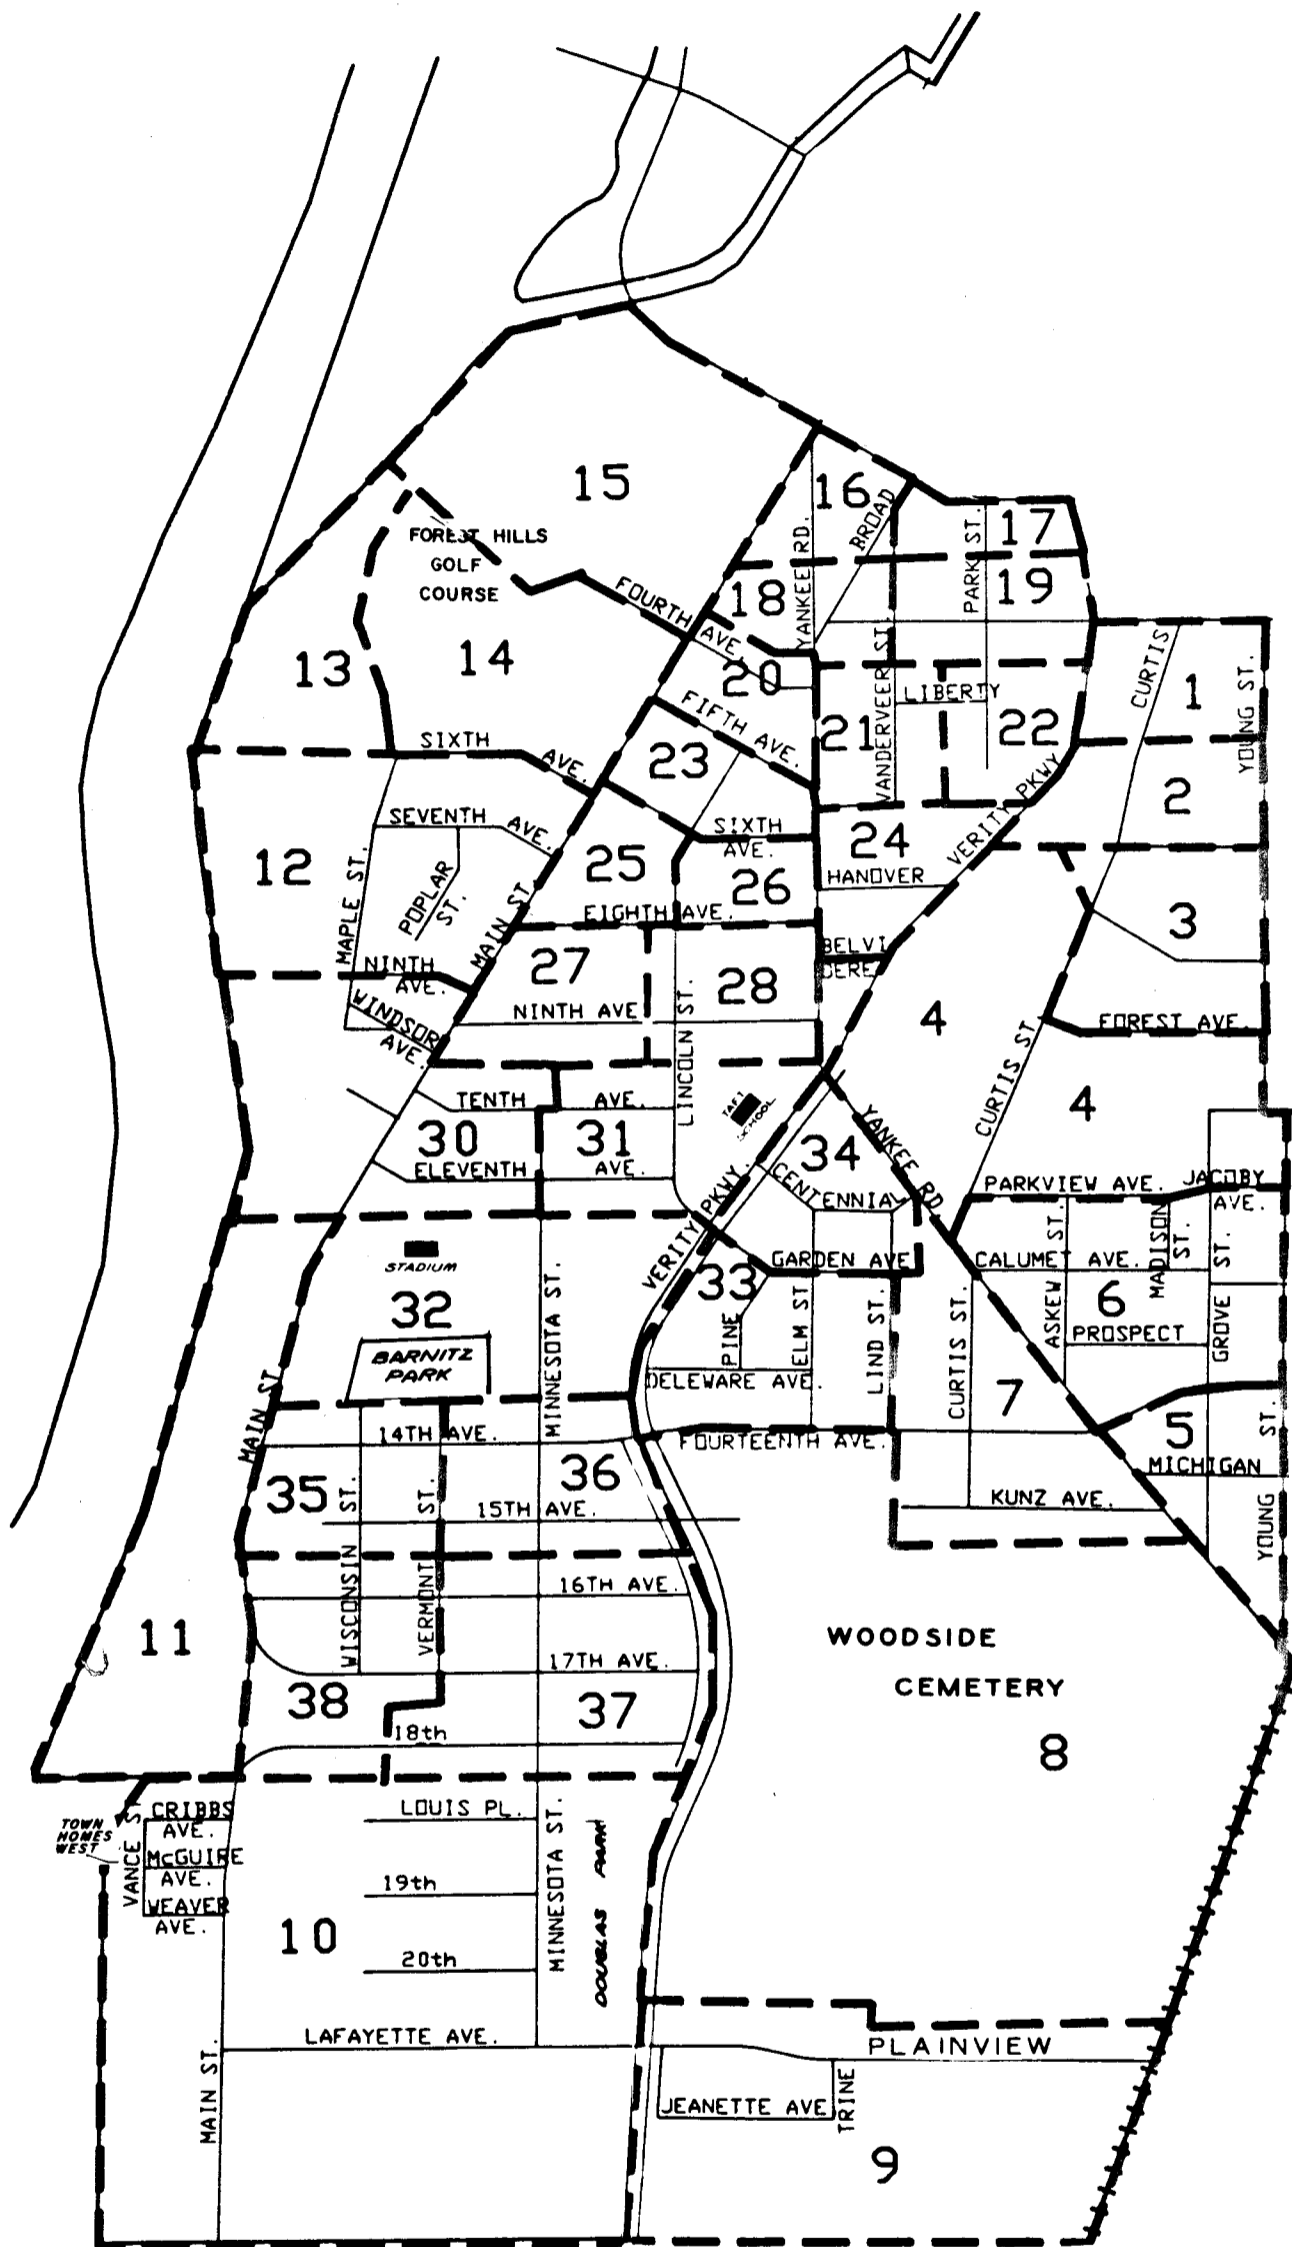 15
16
BROAD
YANKEE RD.
PARK ST.
17
FOREST HILLS
GOLF
COURSE
FOURTH
AVE.
18
19
VANDERVEER ST.
13
14
20
LIBERTY
CURTIS
1
YOUNG ST.
SIXTH
AVE.
FIFTH AVE.
23
21
22
VERITY PKWY
2
SEVENTH AVE.
12
MAPLE ST.
POPLAR
ST.
MAIN ST
25
SIXTH
AVE.
24
26
HANOVER
3
EIGHTH AVE.
NINTH
AVE.
27
BELVI
DERE
28
4
WINDSOR
AVE.
NINTH AVE
LINCOLN ST.
FOREST AVE.
CURTIS ST
TENTH AVE.
TAFT
SCHOOL
4
30
31
34
YANKEE RD.
ELEVENTH AVE.
CENTENNIAL
PARKVIEW AVE.
JACOBY
AVE.
VERITY PKWY.
STADIUM
MINNESOTA ST.
GARDEN AVE
CALUMET AVE.
ASKEW ST.
MADISON ST.
GROVE ST.
32
33
6
BARNITZ
PARK
PINE
ELM ST.
LIND ST.
CURTIS ST.
PROSPECT
DELEWARE AVE.
7
MAIN ST
14TH AVE.
FOURTEENTH AVE.
5
MICHIGAN
35
36
WISCONSIN ST.
VERMONT ST.
15TH AVE.
KUNZ AVE.
YOUNG ST.
16TH AVE.
11
WOODSIDE
CEMETERY
17TH AVE.
38
37
18th
8
TOWN
HOMES
WEST
VANCE ST
CRIBBS
AVE.
McGUIRE
AVE.
WEAVER
AVE.
LOUIS PL.
MINNESOTA ST.
DOUGLAS PARK
19th
10
20th
LAFAYETTE AVE.
PLAINVIEW
MAIN ST.
JEANETTE AVE
TRINE
9